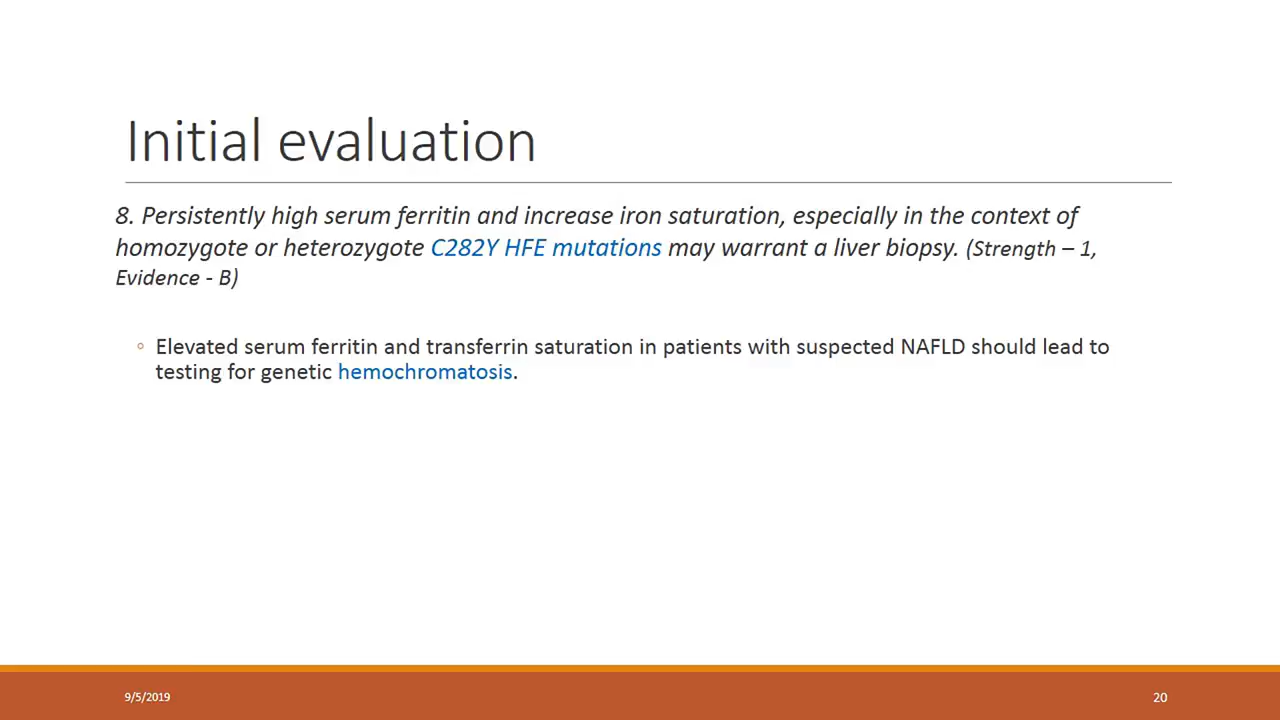 Initial evaluation
8. Persistently high serum ferritin and increase iron saturation, especially in the context of
homozygote or heterozygote C282Y HFE mutations may warrant a liver biopsy. (Strength – 1,
Evidence - B)
◦ Elevated serum ferritin and transferrin saturation in patients with suspected NAFLD should lead to
testing for genetic hemochromatosis.
9/5/2019
20